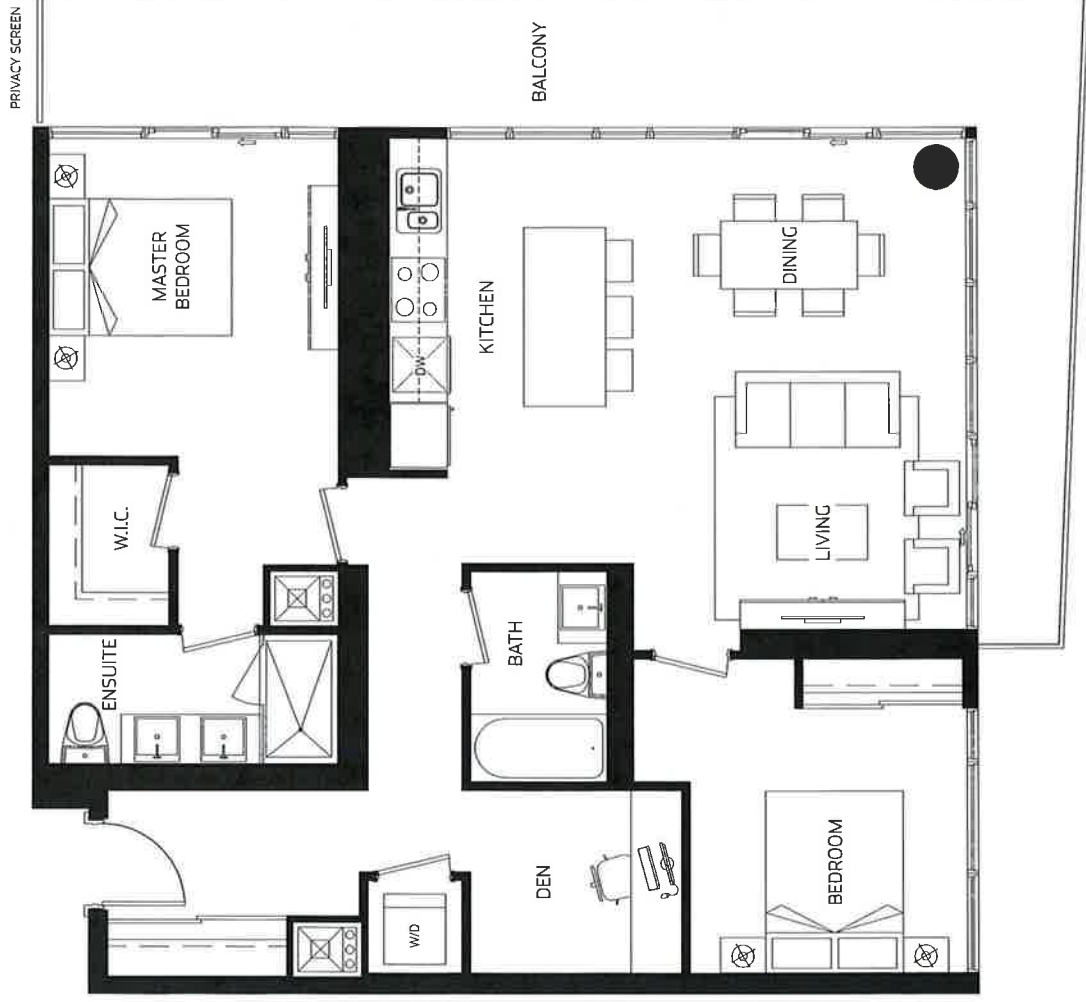 PRIVACY SCREEN
BALCONY
MASTER
BEDROOM
KITCHEN
DW
DINING
W.I.C.
LIVING
ENSUITE
BATH
DEN
W/D
BEDROOM